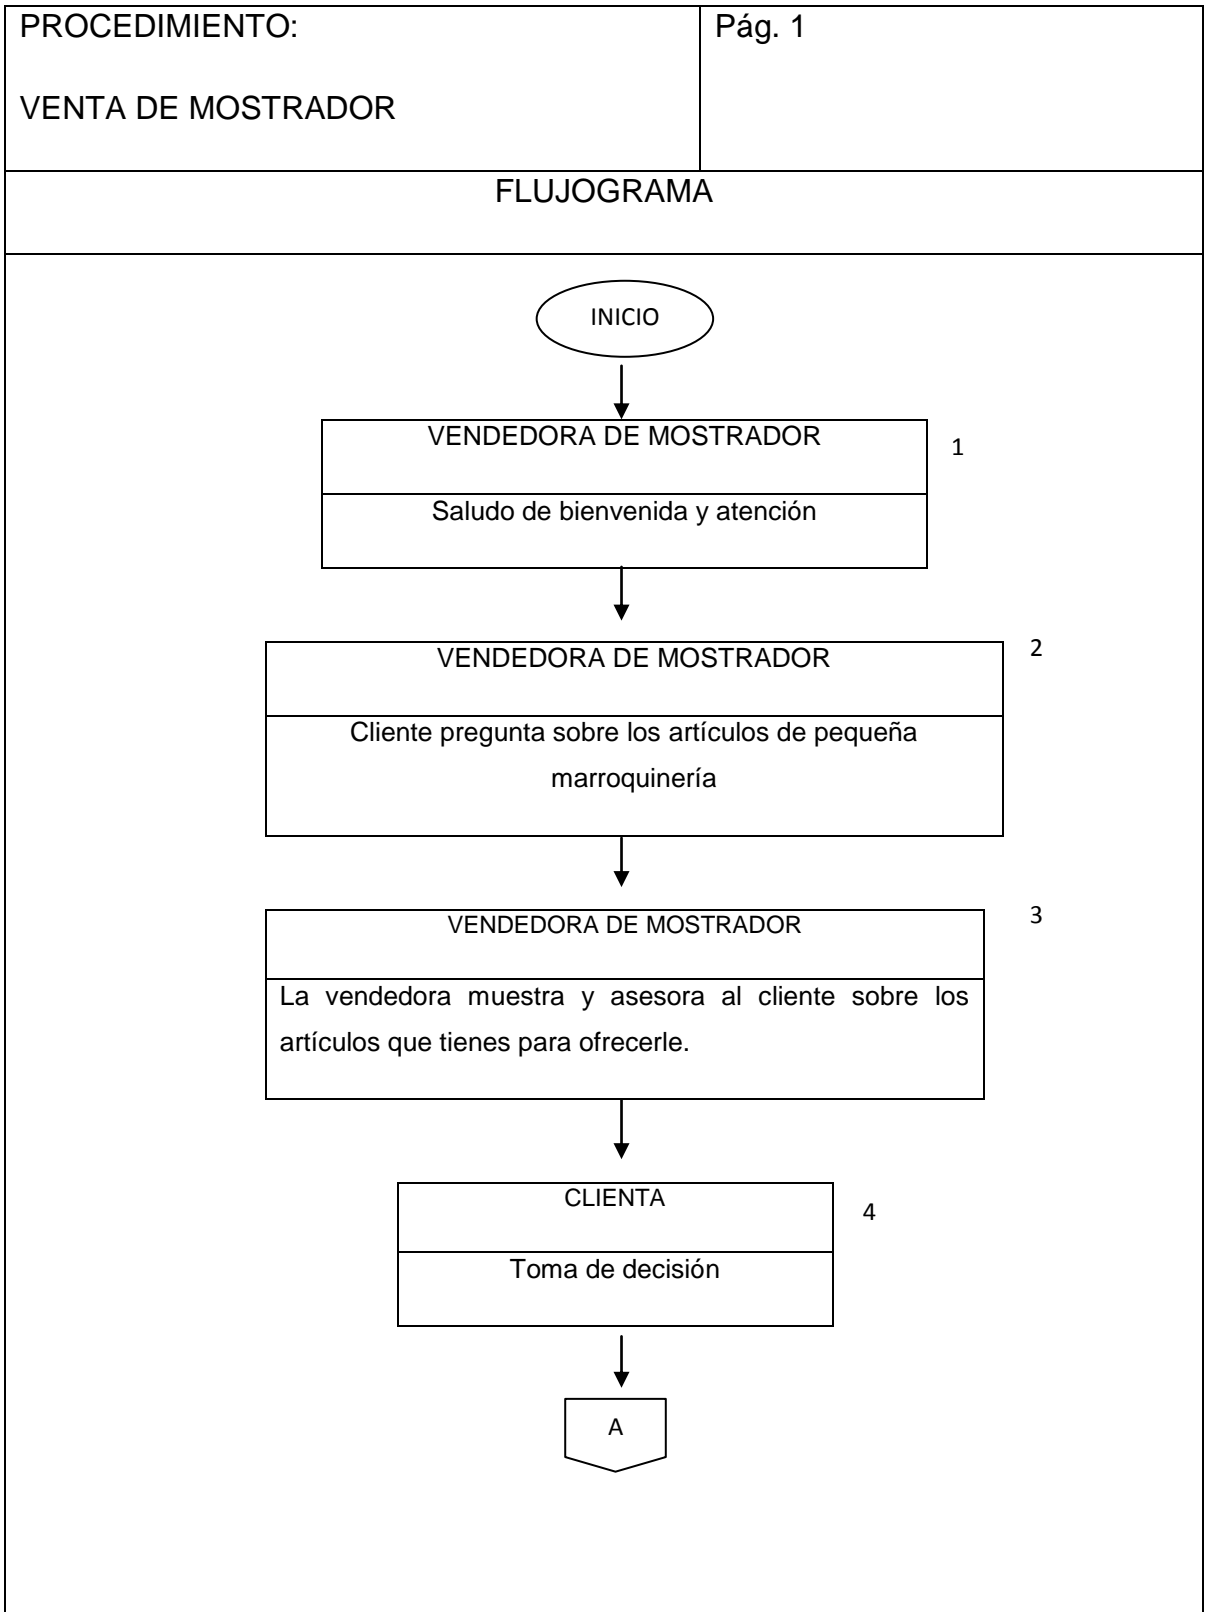 PROCEDIMIENTO:
Pág. 1
VENTA DE MOSTRADOR
FLUJOGRAMA
INICIO
VENDEDORA DE MOSTRADOR
1
Saludo de bienvenida y atención
VENDEDORA DE MOSTRADOR
2
Cliente pregunta sobre los artículos de pequeña
marroquinería
VENDEDORA DE MOSTRADOR
3
La vendedora muestra y asesora al cliente sobre los
artículos que tienes para ofrecerle.
CLIENTA
4
Toma de decisión
A